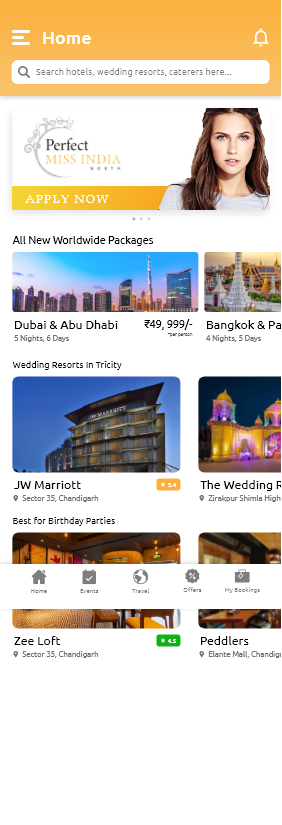 Home
Search hotels, wedding resorts, caterers here...
Perfect
MISS INDIA
NORTH
APPLY NOW
All New Worldwide Packages
Dubai & Abu Dhabi
₹49, 999/-
5 Nights, 6 Days
*per person
Bangkok & Pa
4 Nights, 5 Days
Wedding Resorts In Tricity
JW MARRIOTT
JW Marriott
3.4
Sector 35, Chandigarh
The Wedding R
Zirakpur Shimla High
Best for Birthday Parties
Home
Events
Travel
Offers
My Bookings
Zee Loft
4.5
Sector 35, Chandigarh
Peddlers
Elante Mall, Chandig